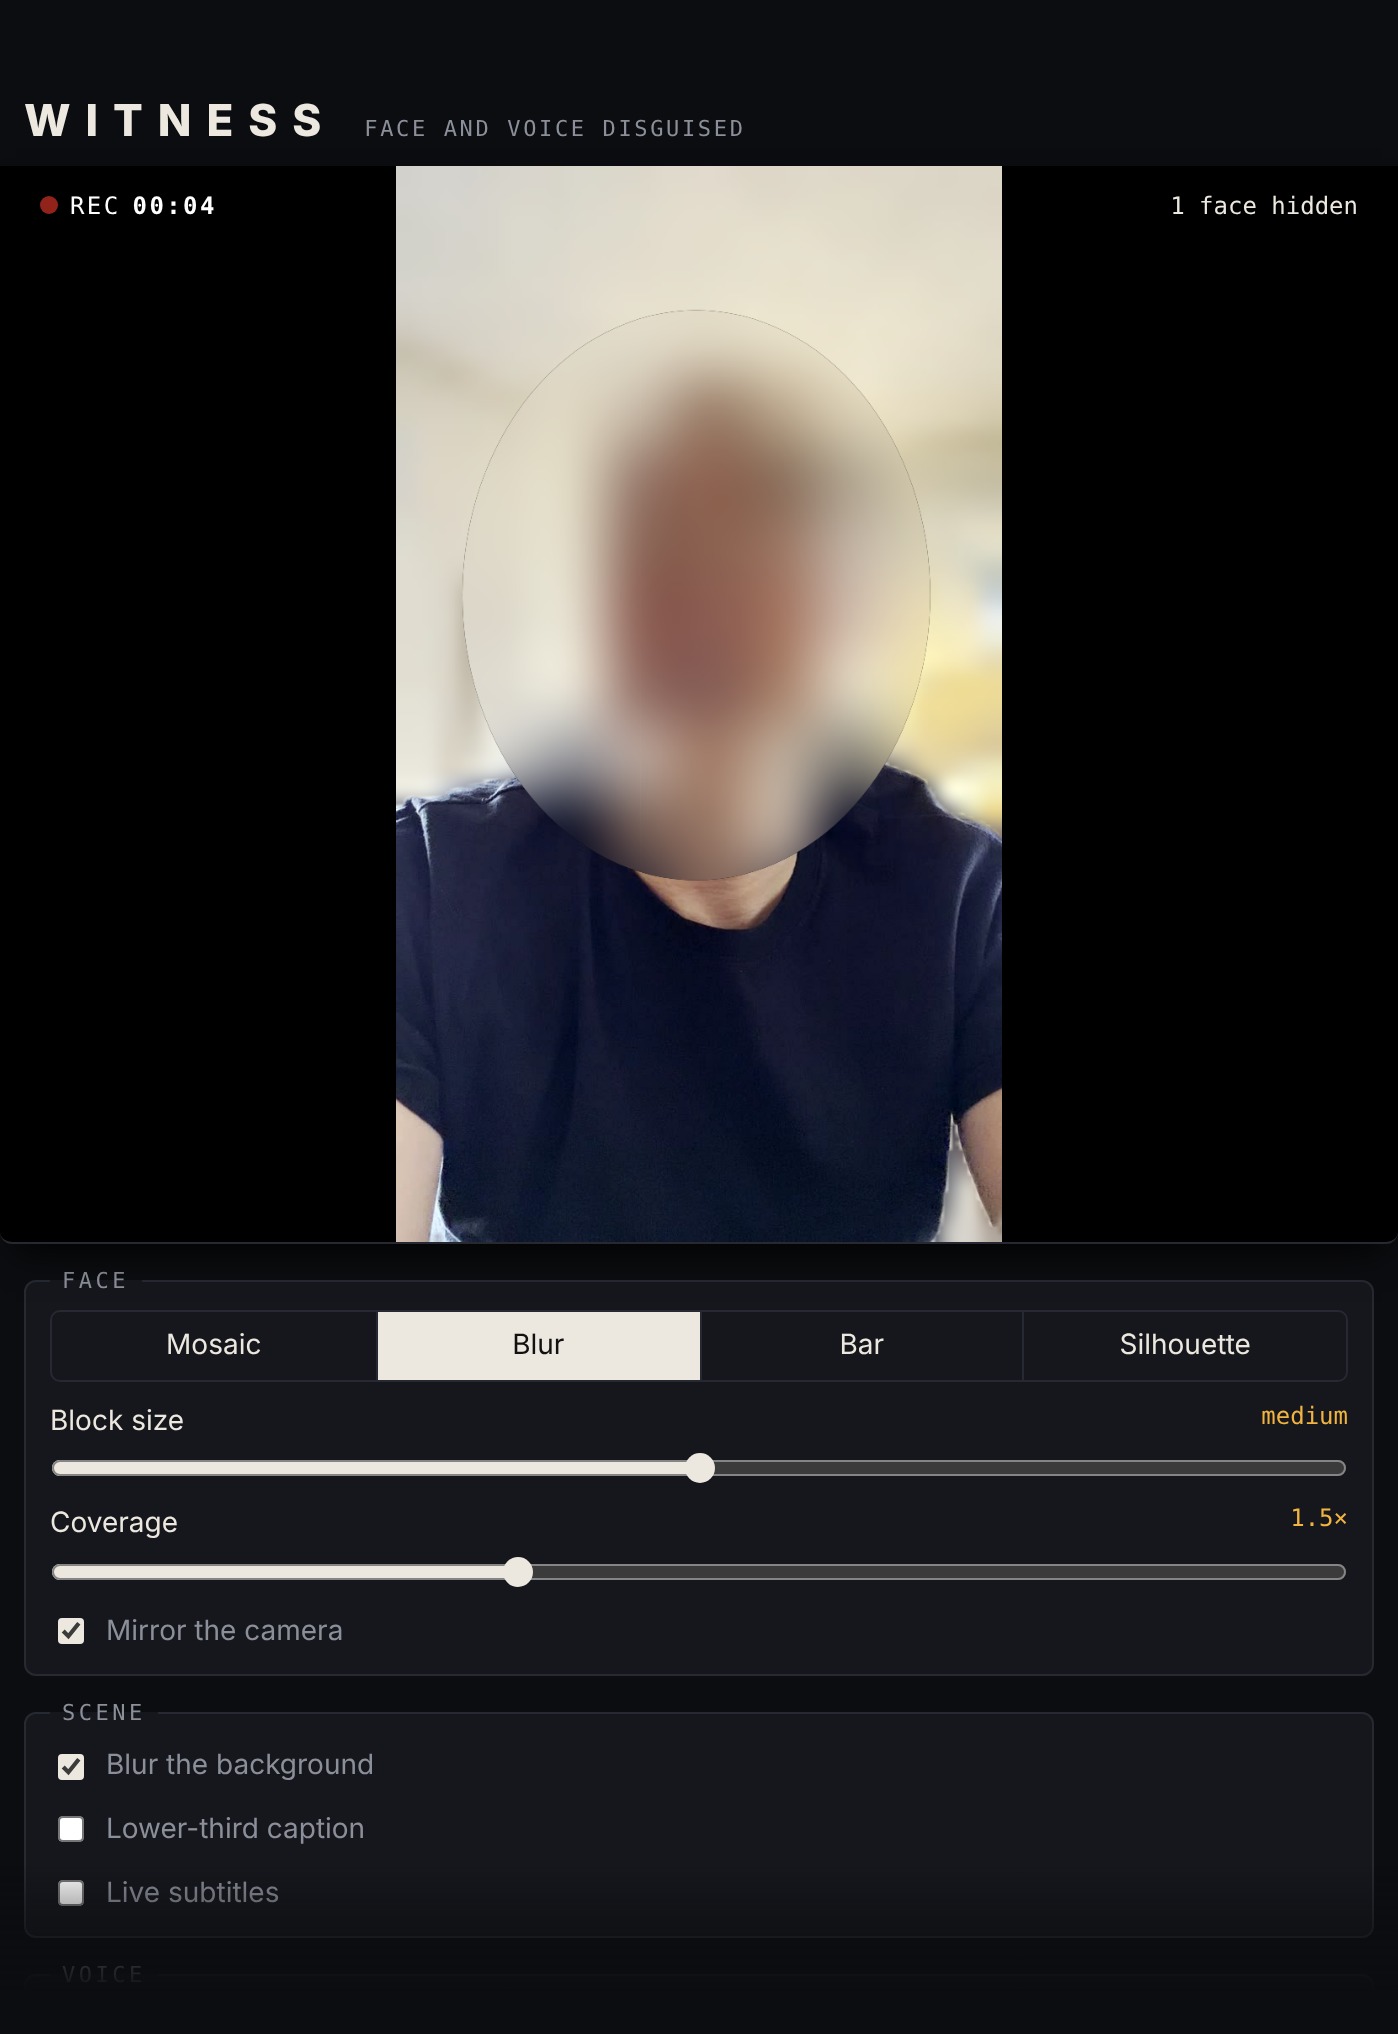 WITNESS FACE AND VOICE DISGUISED
REC 00:04 1 face hidden
FACE
Mosaic Blur Bar Silhouette
Block size medium
Coverage 1.5×
Mirror the camera
SCENE
Blur the background
Lower-third caption
Live subtitles
VOICE